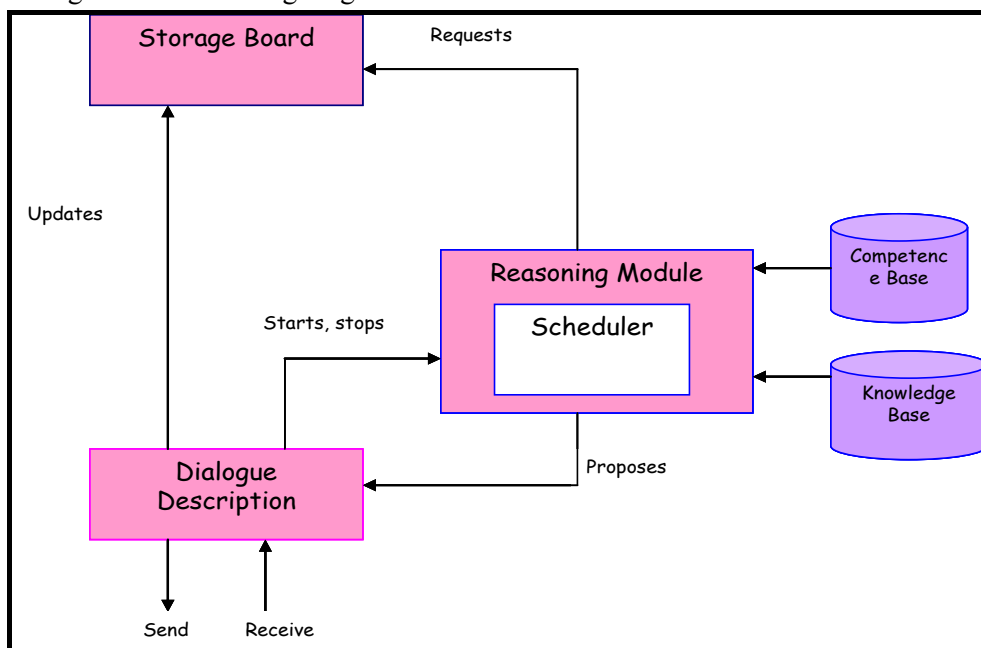 Storage Board
Requests
Updates
Reasoning Module
Competenc
e Base
Starts, stops
Scheduler
Knowledge
Base
Dialogue
Description
Proposes
Send
Receive